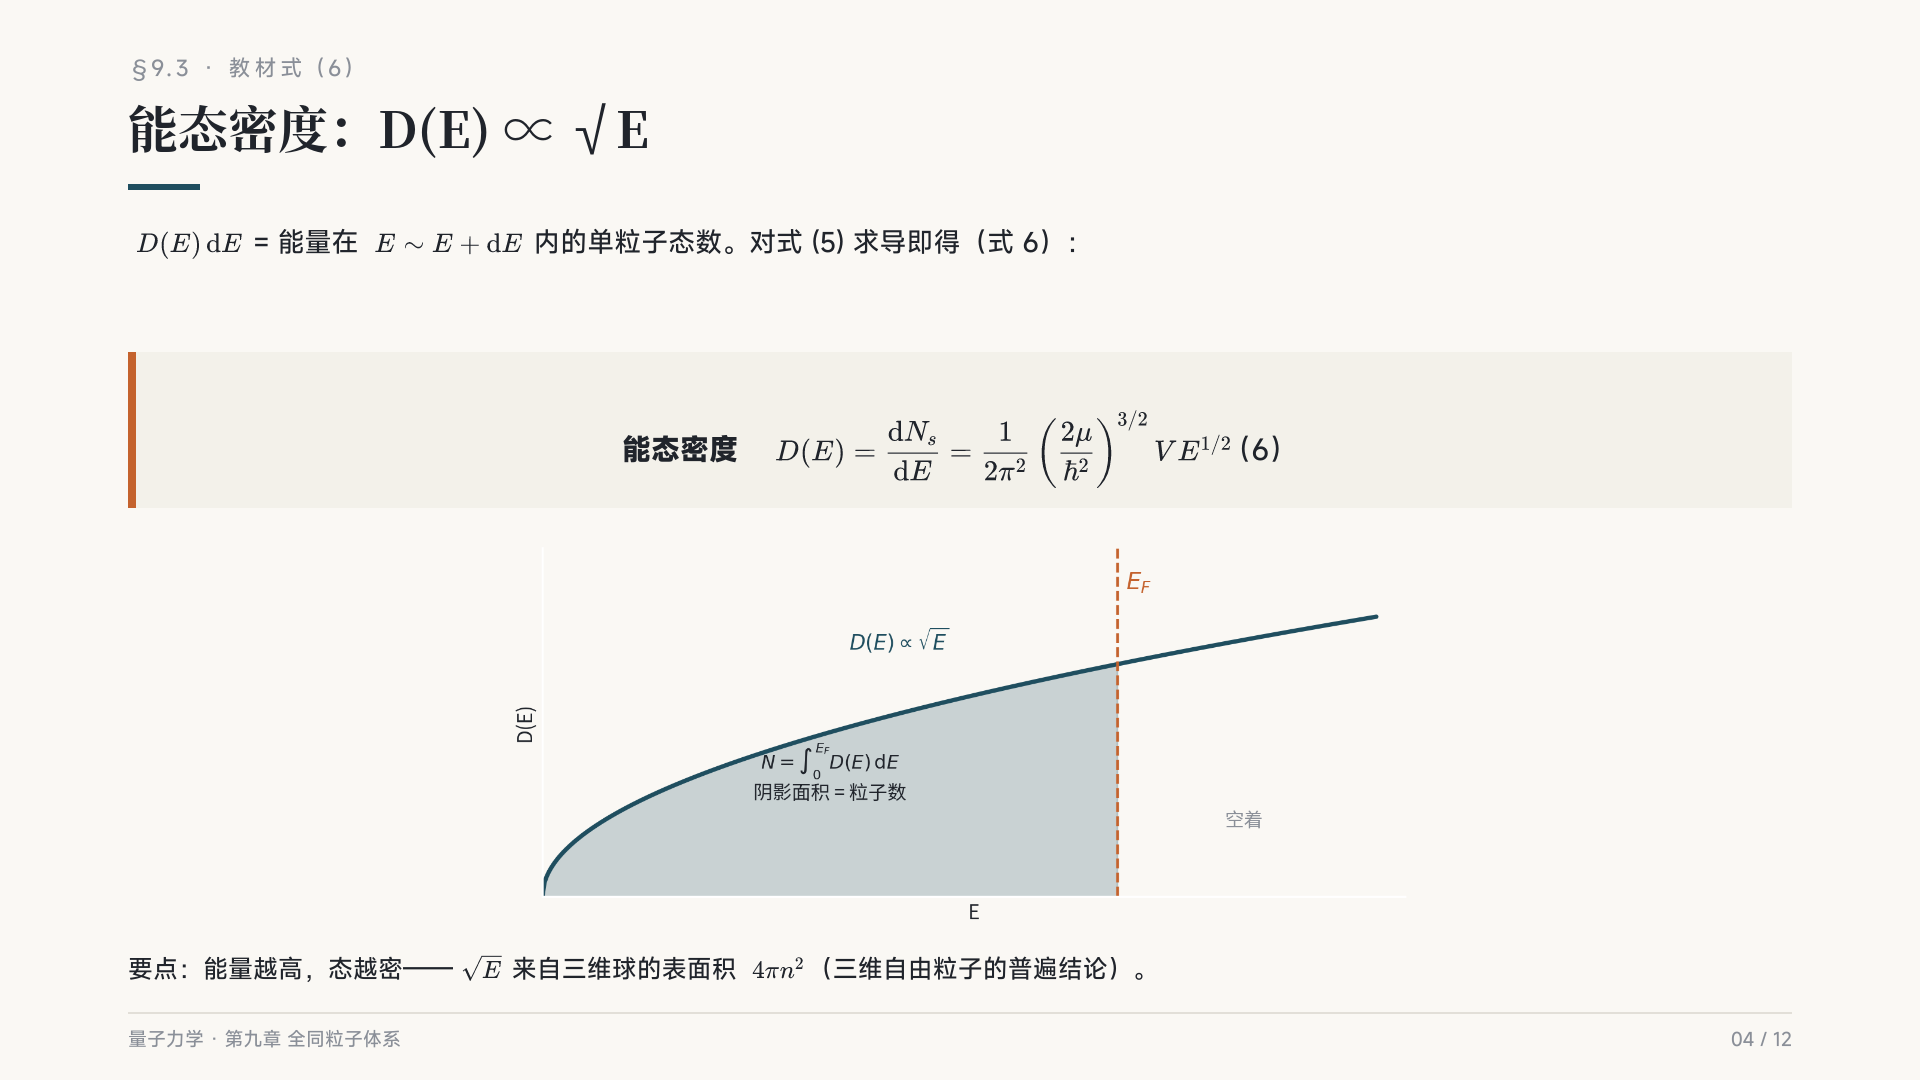 §9.3 · 教材式（6）
能态密度：D(E) ∝ √E
D(E) dE = 能量在 E ∼ E + dE 内的单粒子态数。对式 (5) 求导即得（式 6）：
能态密度 D(E) = dN_s/dE = 1/(2π²) (2μ/ħ²)^{3/2} V E^{1/2} (6)
E_F
D(E) ∝ √E
D(E)
N = ∫_0^{E_F} D(E) dE
阴影面积 = 粒子数
空着
E
要点：能量越高，态越密—— √E 来自三维球的表面积 4πn²（三维自由粒子的普遍结论）。
量子力学 · 第九章 全同粒子体系
04 / 12